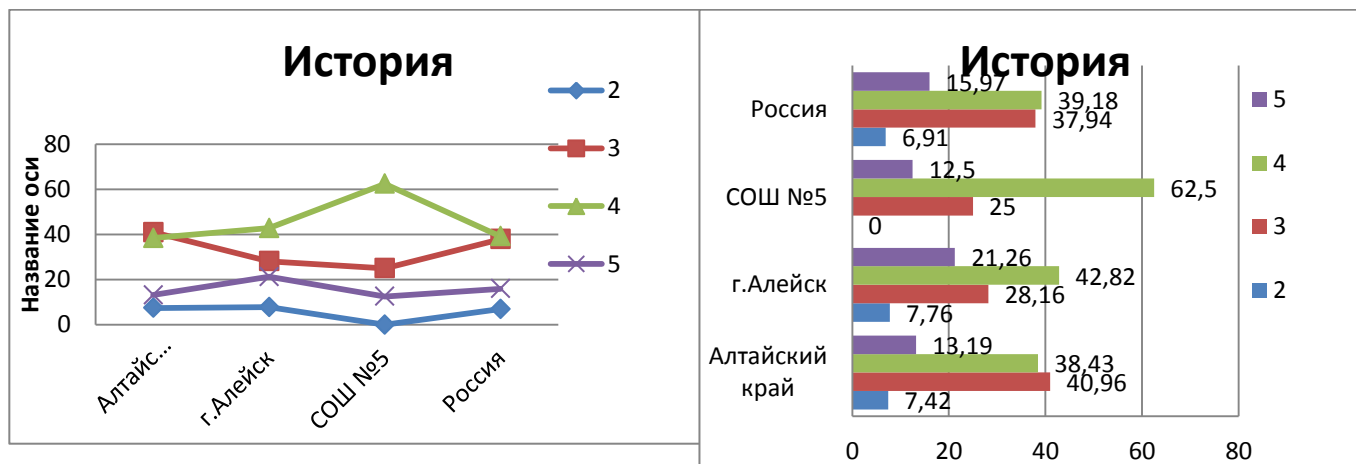 История
2
3
4
5
80
60
40
20
0
Название оси
Алтайс...
г.Алейск
СОШ №5
Россия
История
Россия
15,97
39,18
37,94
6,91
СОШ №5
12,5
62,5
25
0
г.Алейск
21,26
42,82
28,16
7,76
Алтайский
край
13,19
38,43
40,96
7,42
0 20 40 60 80
5
4
3
2